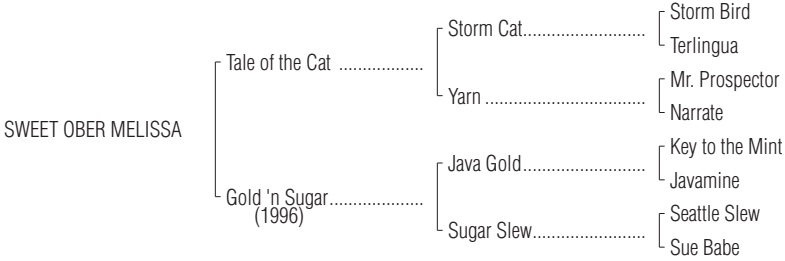 Storm Bird
Storm Cat..........................
Terlingua
Tale of the Cat ..................
Mr. Prospector
Yarn ..................................
Narrate
SWEET OBER MELISSA
Key to the Mint
Java Gold..........................
Javamine
Gold 'n Sugar....................
(1996)
Seattle Slew
Sugar Slew........................
Sue Babe